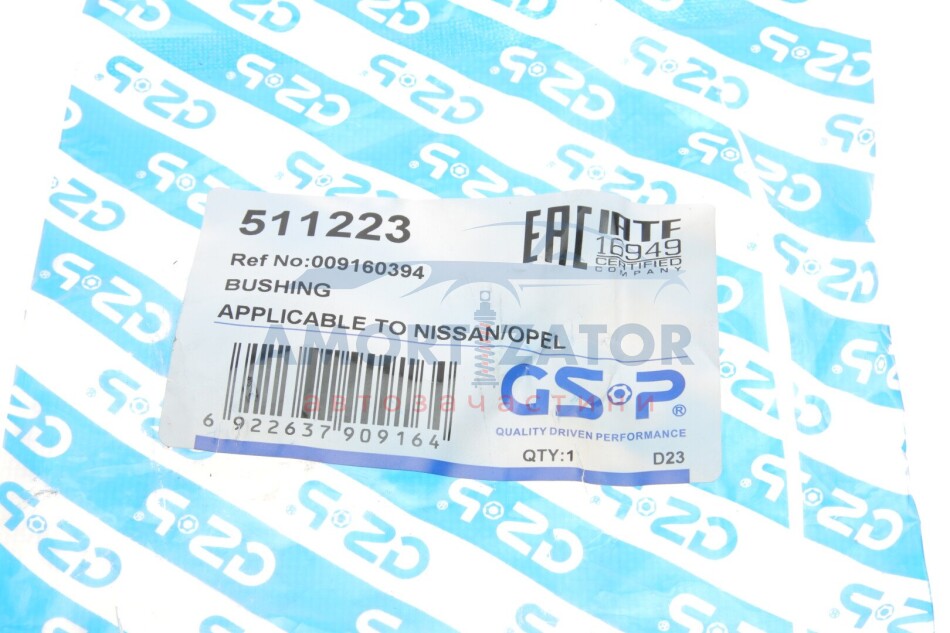 511223
EAC
IATF
16949
CERTIFIED
COMPANY
Ref No:009160394
BUSHING
APPLICABLE TO NISSAN/OPEL
AMORTIZATOR
автозачастини
6 922637 909164
GSP®
QUALITY DRIVEN PERFORMANCE
QTY:1 D23